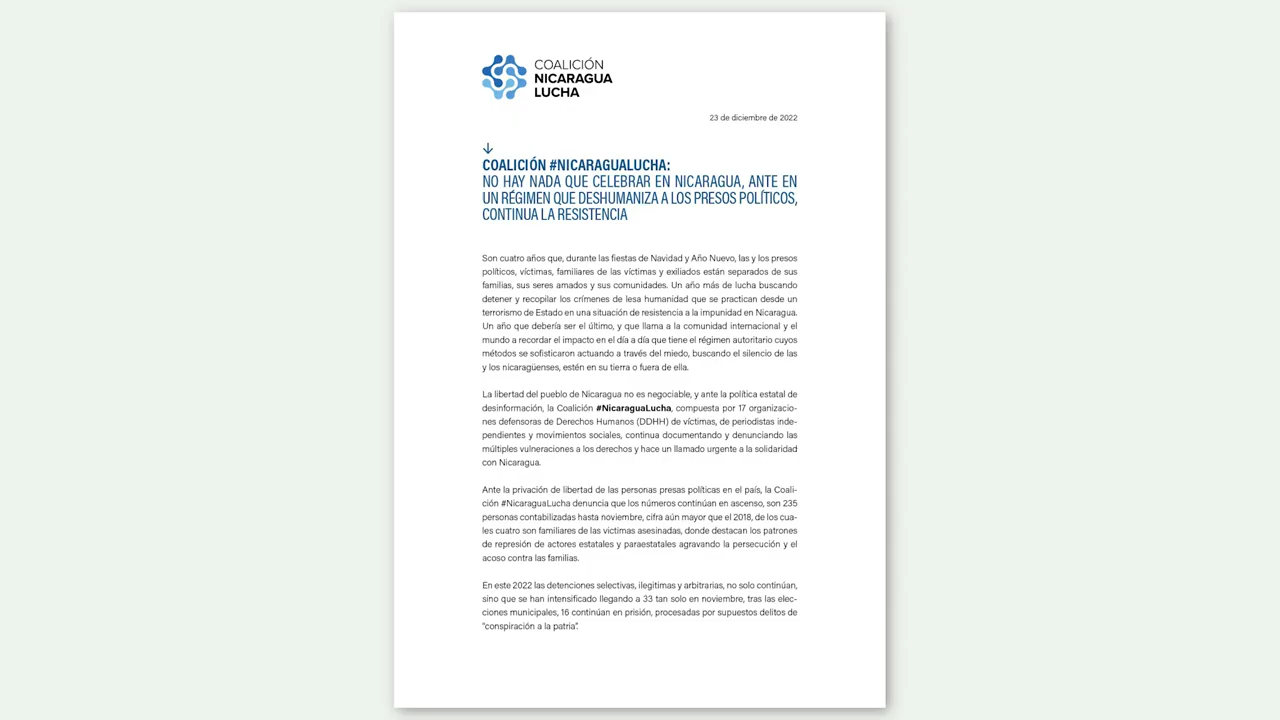 COALICIÓN
NICARAGUA
LUCHA
23 de diciembre de 2022
COALICIÓN #NICARAGUALUCHA:
NO HAY NADA QUE CELEBRAR EN NICARAGUA, ANTE EN
UN RÉGIMEN QUE DESHUMANIZA A LOS PRESOS POLÍTICOS,
CONTINUA LA RESISTENCIA
Son cuatro años que, durante las fiestas de Navidad y Año Nuevo, las y los presos
políticos, víctimas, familiares de las víctimas y exiliados están separados de sus
familias, sus seres amados y sus comunidades. Un año más de lucha buscando
detener y recopilar los crímenes de lesa humanidad que se practican desde un
terrorismo de Estado en una situación de resistencia a la impunidad en Nicaragua.
Un año que debería ser el último, y que llama a la comunidad internacional y el
mundo a recordar el impacto en el día a día que tiene el régimen autoritario cuyos
métodos se sofisticaron actuando a través del miedo, buscando el silencio de las
y los nicaragüenses, estén en su tierra o fuera de ella.
La libertad del pueblo de Nicaragua no es negociable, y ante la política estatal de
desinformación, la Coalición #NicaraguaLucha, compuesta por 17 organizacio-
nes defensoras de Derechos Humanos (DDHH) de víctimas, de periodistas inde-
pendientes y movimientos sociales, continua documentando y denunciando las
múltiples vulneraciones a los derechos y hace un llamado urgente a la solidaridad
con Nicaragua.
Ante la privación de libertad de las personas presas políticas en el país, la Coali-
ción #NicaraguaLucha denuncia que los números continúan en ascenso, son 235
personas contabilizadas hasta noviembre, cifra aún mayor que el 2018, de los cua-
les cuatro son familiares de las víctimas asesinadas, donde destacan los patrones
de represión de actores estatales y paraestatales agravando la persecución y el
acoso contra las familias.
En este 2022 las detenciones selectivas, ilegitimas y arbitrarias, no solo continúan,
sino que se han intensificado llegando a 33 tan solo en noviembre, tras las elec-
ciones municipales, 16 continúan en prisión, procesadas por supuestos delitos de
"conspiración a la patria".